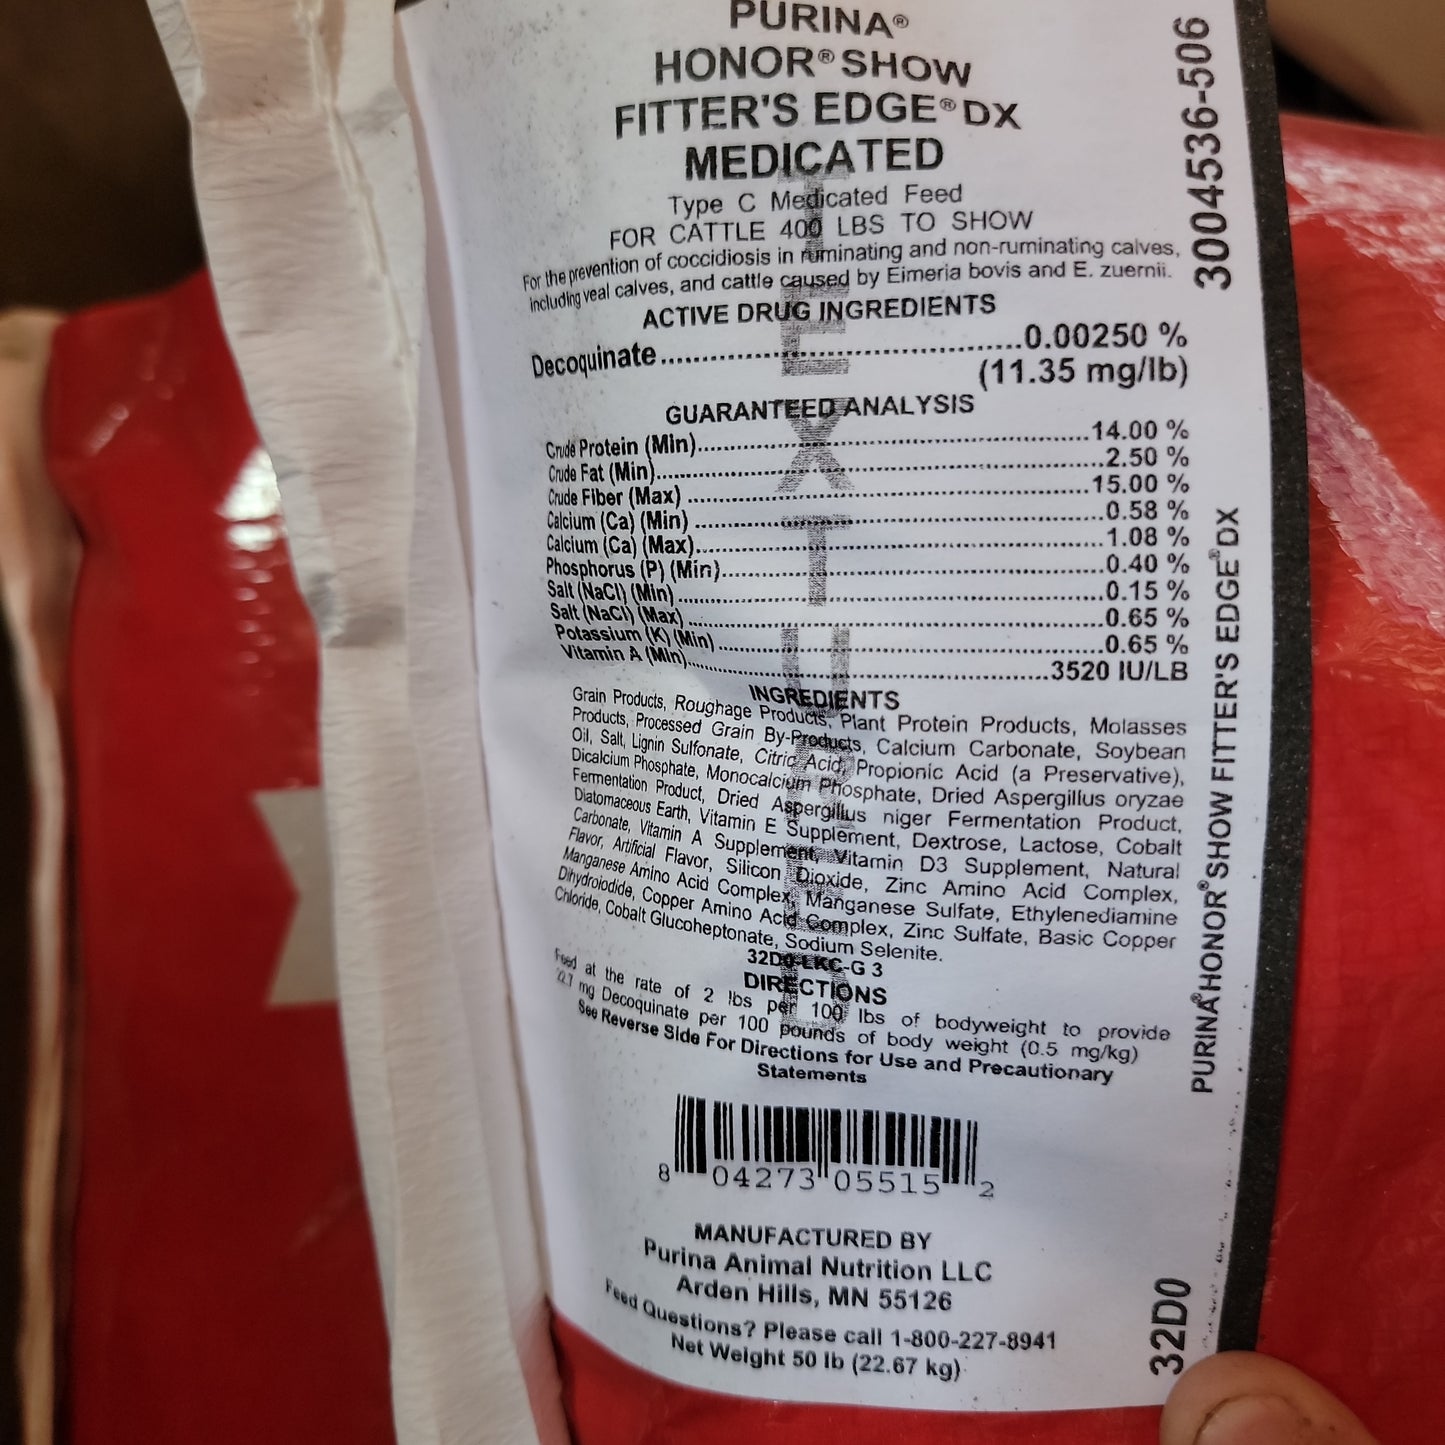 PURINA®
HONOR® SHOW
FITTER'S EDGE® DX
MEDICATED
Type C Medicated Feed
FOR CATTLE 400 LBS TO SHOW
For the prevention of coccidiosis in ruminating and non-ruminating calves,
including veal calves, and cattle caused by Eimeria bovis and E. zuernii.
ACTIVE DRUG INGREDIENTS
Decoquinate.......................................0.00250 %
(11.35 mg/lb)
GUARANTEED ANALYSIS
Crude Protein (Min)..................................................14.00 %
Crude Fat (Min)..................................................2.50 %
Crude Fiber (Max) ..................................................15.00 %
Calcium (Ca) (Min) ..................................................0.58 %
Calcium (Ca) (Max)..................................................1.08 %
Phosphorus (P) (Min)..................................................0.40 %
Salt (NaCl) (Min)..................................................0.15 %
Salt (NaCl) (Max) ..................................................0.65 %
Potassium (K) (Min) ..................................................0.65 %
Vitamin A (Min)..................................................3520 IU/LB
INGREDIENTS
Grain Products, Roughage Products, Plant Protein Products, Molasses
Products, Processed Grain By-Products, Calcium Carbonate, Soybean
Oil, Salt, Lignin Sulfonate, Citric Acid, Propionic Acid (a Preservative),
Dicalcium Phosphate, Monocalcium Phosphate, Dried Aspergillus oryzae
Fermentation Product, Dried Aspergillus niger Fermentation Product,
Diatomaceous Earth, Vitamin E Supplement, Dextrose, Lactose, Cobalt
Carbonate, Vitamin A Supplement, Vitamin D3 Supplement, Natural
Flavor, Artificial Flavor, Silicon Dioxide, Zinc Amino Acid Complex,
Manganese Amino Acid Complex, Manganese Sulfate, Ethylenediamine
Dihydroiodide, Copper Amino Acid Complex, Zinc Sulfate, Basic Copper
Chloride, Cobalt Glucoheptonate, Sodium Selenite.
32D0-LKC-G 3
DIRECTIONS
Feed at the rate of 2 lbs per 100 lbs of bodyweight to provide
22.7 mg Decoquinate per 100 pounds of body weight (0.5 mg/kg)
See Reverse Side For Directions for Use and Precautionary
Statements
8 04273 05515 2
MANUFACTURED BY
Purina Animal Nutrition LLC
Arden Hills, MN 55126
Feed Questions? Please call 1-800-227-8941
Net Weight 50 lb (22.67 kg)
TEXTURED
3004536-506
PURINA® HONOR® SHOW FITTER'S EDGE® DX
32D0